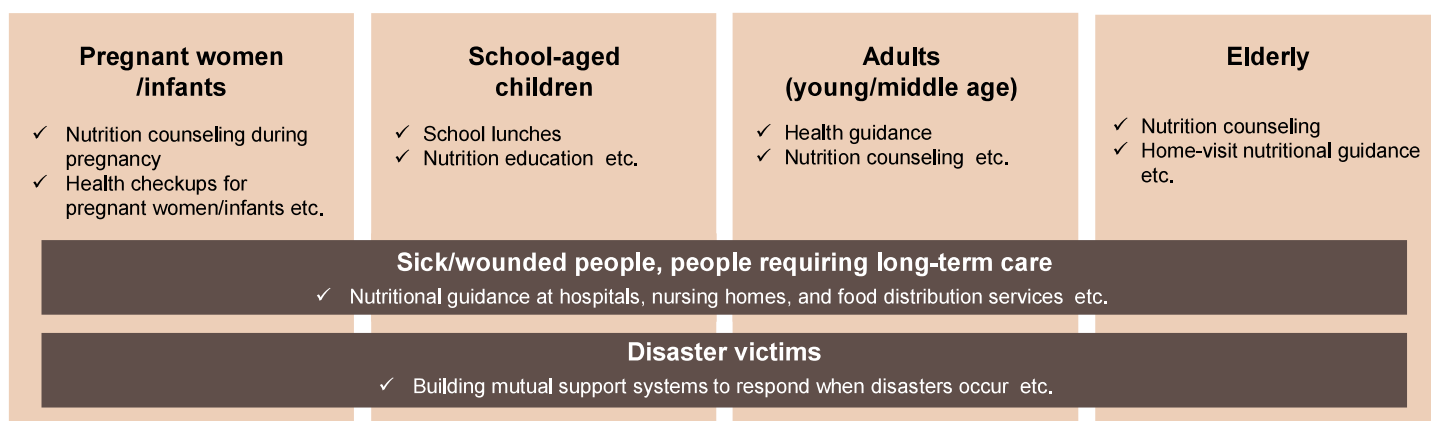 Pregnant women
/infants
✓ Nutrition counseling during
pregnancy
✓ Health checkups for
pregnant women/infants etc.
School-aged
children
✓ School lunches
✓ Nutrition education etc.
Adults
(young/middle age)
✓ Health guidance
✓ Nutrition counseling etc.
Elderly
✓ Nutrition counseling
✓ Home-visit nutritional guidance
etc.
Sick/wounded people, people requiring long-term care
✓ Nutritional guidance at hospitals, nursing homes, and food distribution services etc.
Disaster victims
✓ Building mutual support systems to respond when disasters occur etc.